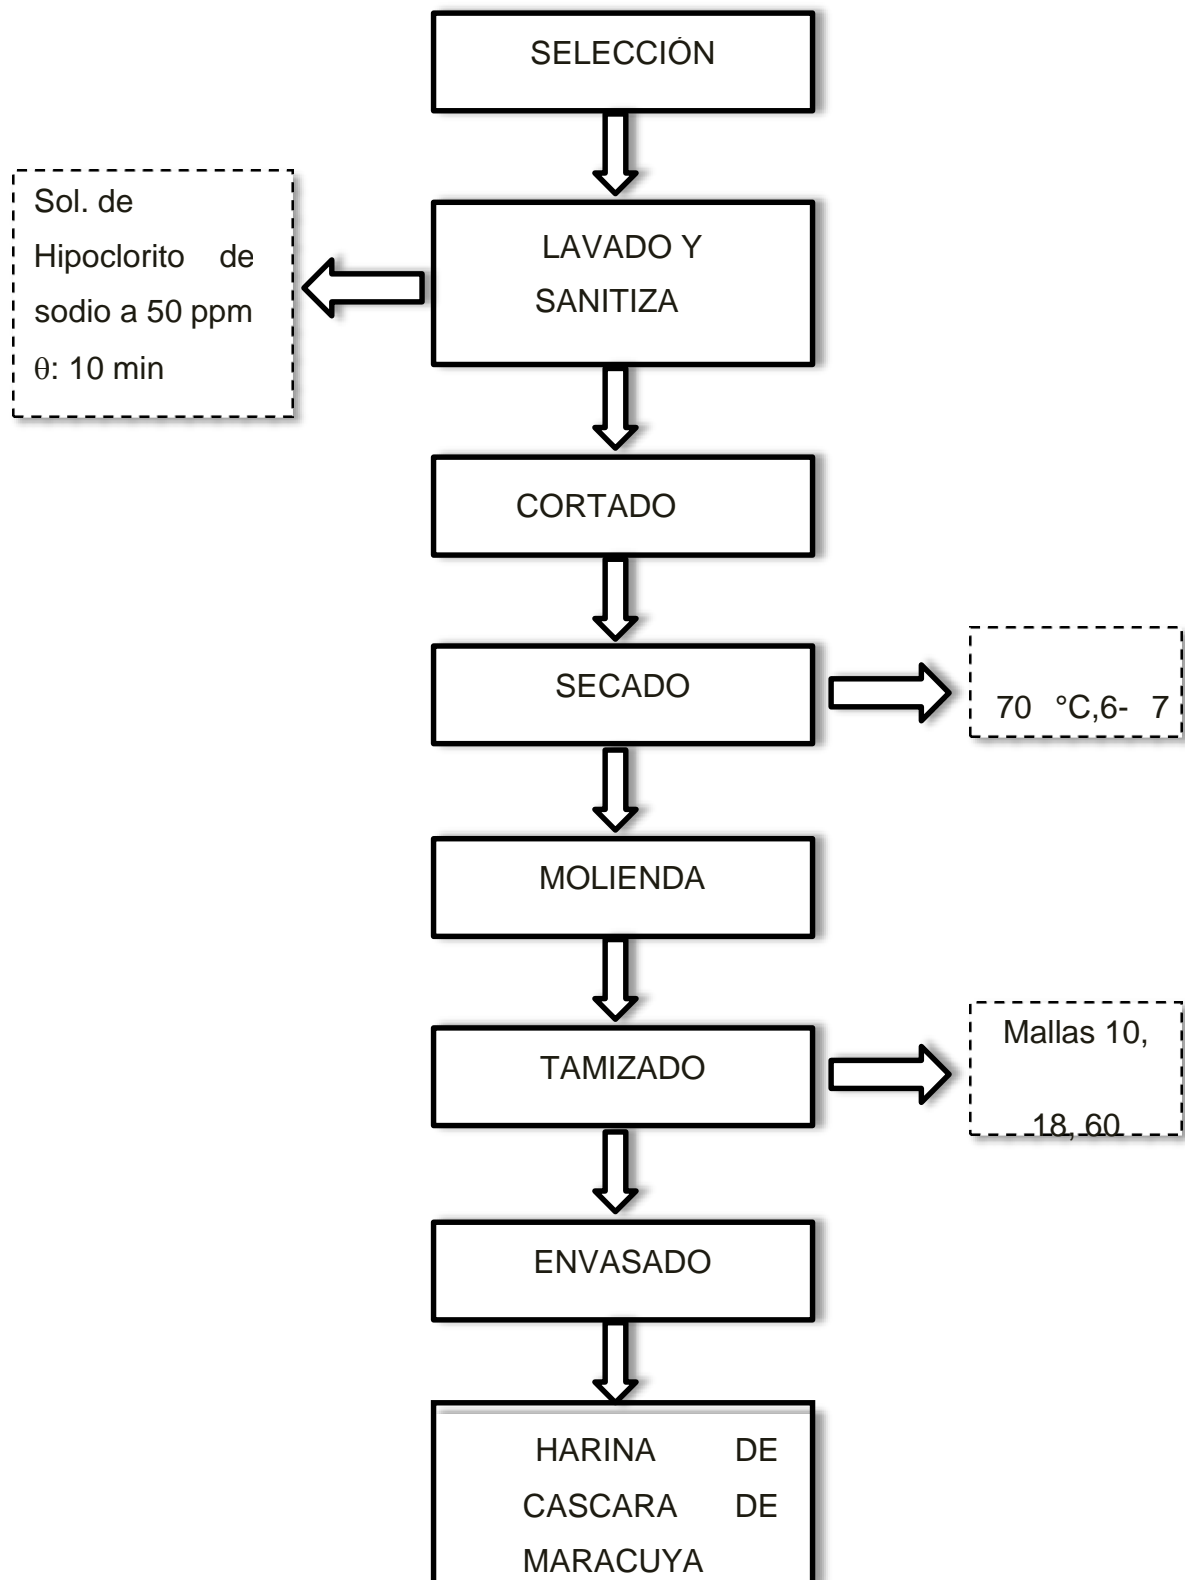 SELECCIÓN
Sol. de
Hipoclorito de
sodio a 50 ppm
θ: 10 min
LAVADO Y
SANITIZA
CORTADO
SECADO
70 °C,6- 7
MOLIENDA
TAMIZADO
Mallas 10,
18, 60
ENVASADO
HARINA DE
CASCARA DE
MARACUYA